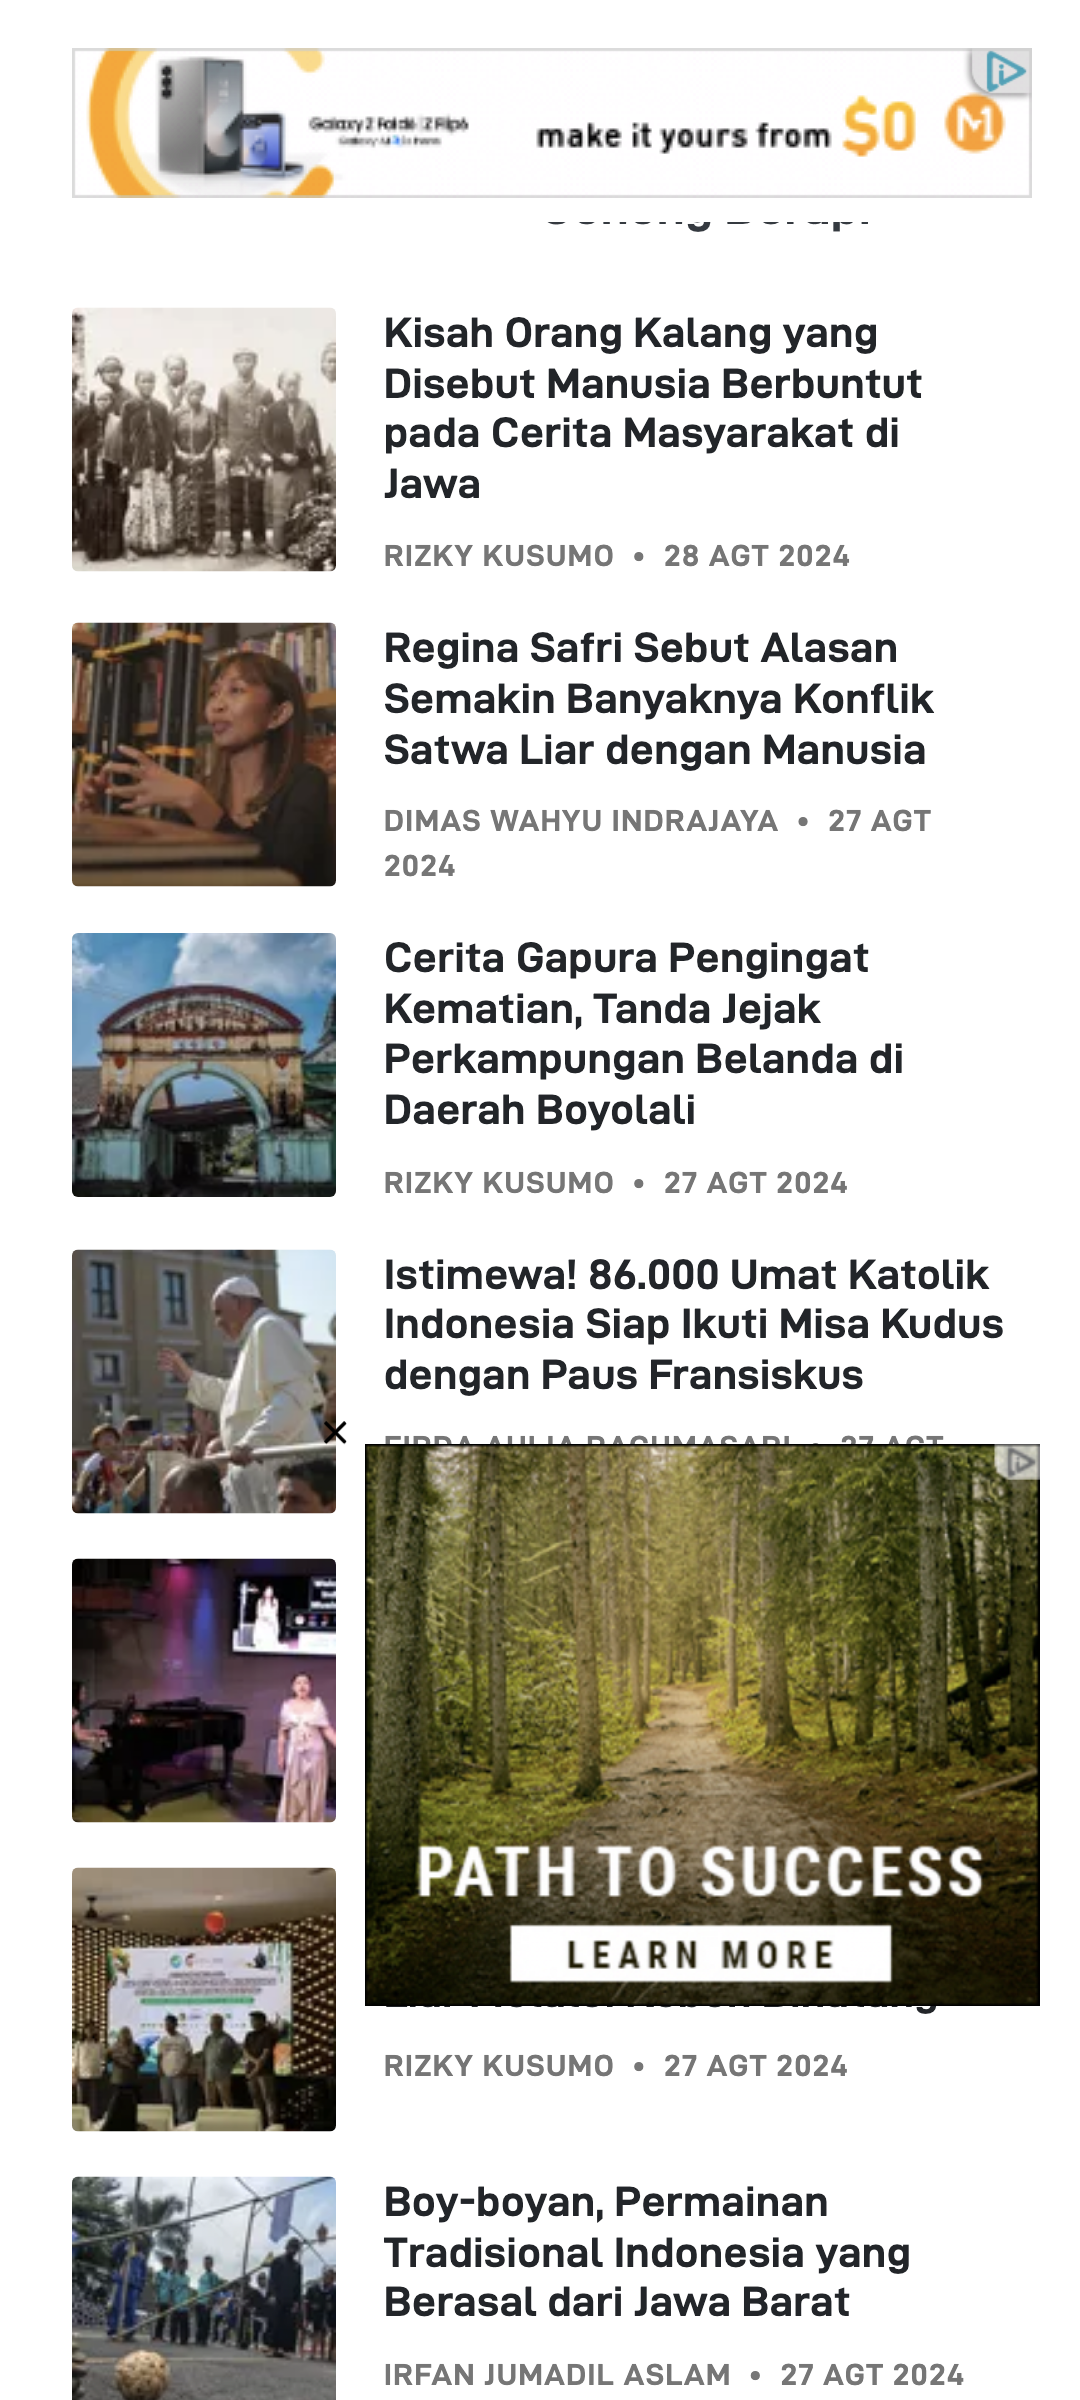 Galaxy Z Fold6 | Z Flip6
make it yours from $0
M1
Kisah Orang Kalang yang
Disebut Manusia Berbuntut
pada Cerita Masyarakat di
Jawa
RIZKY KUSUMO • 28 AGT 2024
Regina Safri Sebut Alasan
Semakin Banyaknya Konflik
Satwa Liar dengan Manusia
DIMAS WAHYU INDRAJAYA • 27 AGT
2024
Cerita Gapura Pengingat
Kematian, Tanda Jejak
Perkampungan Belanda di
Daerah Boyolali
RIZKY KUSUMO • 27 AGT 2024
Istimewa! 86.000 Umat Katolik
Indonesia Siap Ikuti Misa Kudus
dengan Paus Fransiskus
27 AGT
PATH TO SUCCESS
LEARN MORE
RIZKY KUSUMO • 27 AGT 2024
Boy-boyan, Permainan
Tradisional Indonesia yang
Berasal dari Jawa Barat
IRFAN JUMADIL ASLAM • 27 AGT 2024